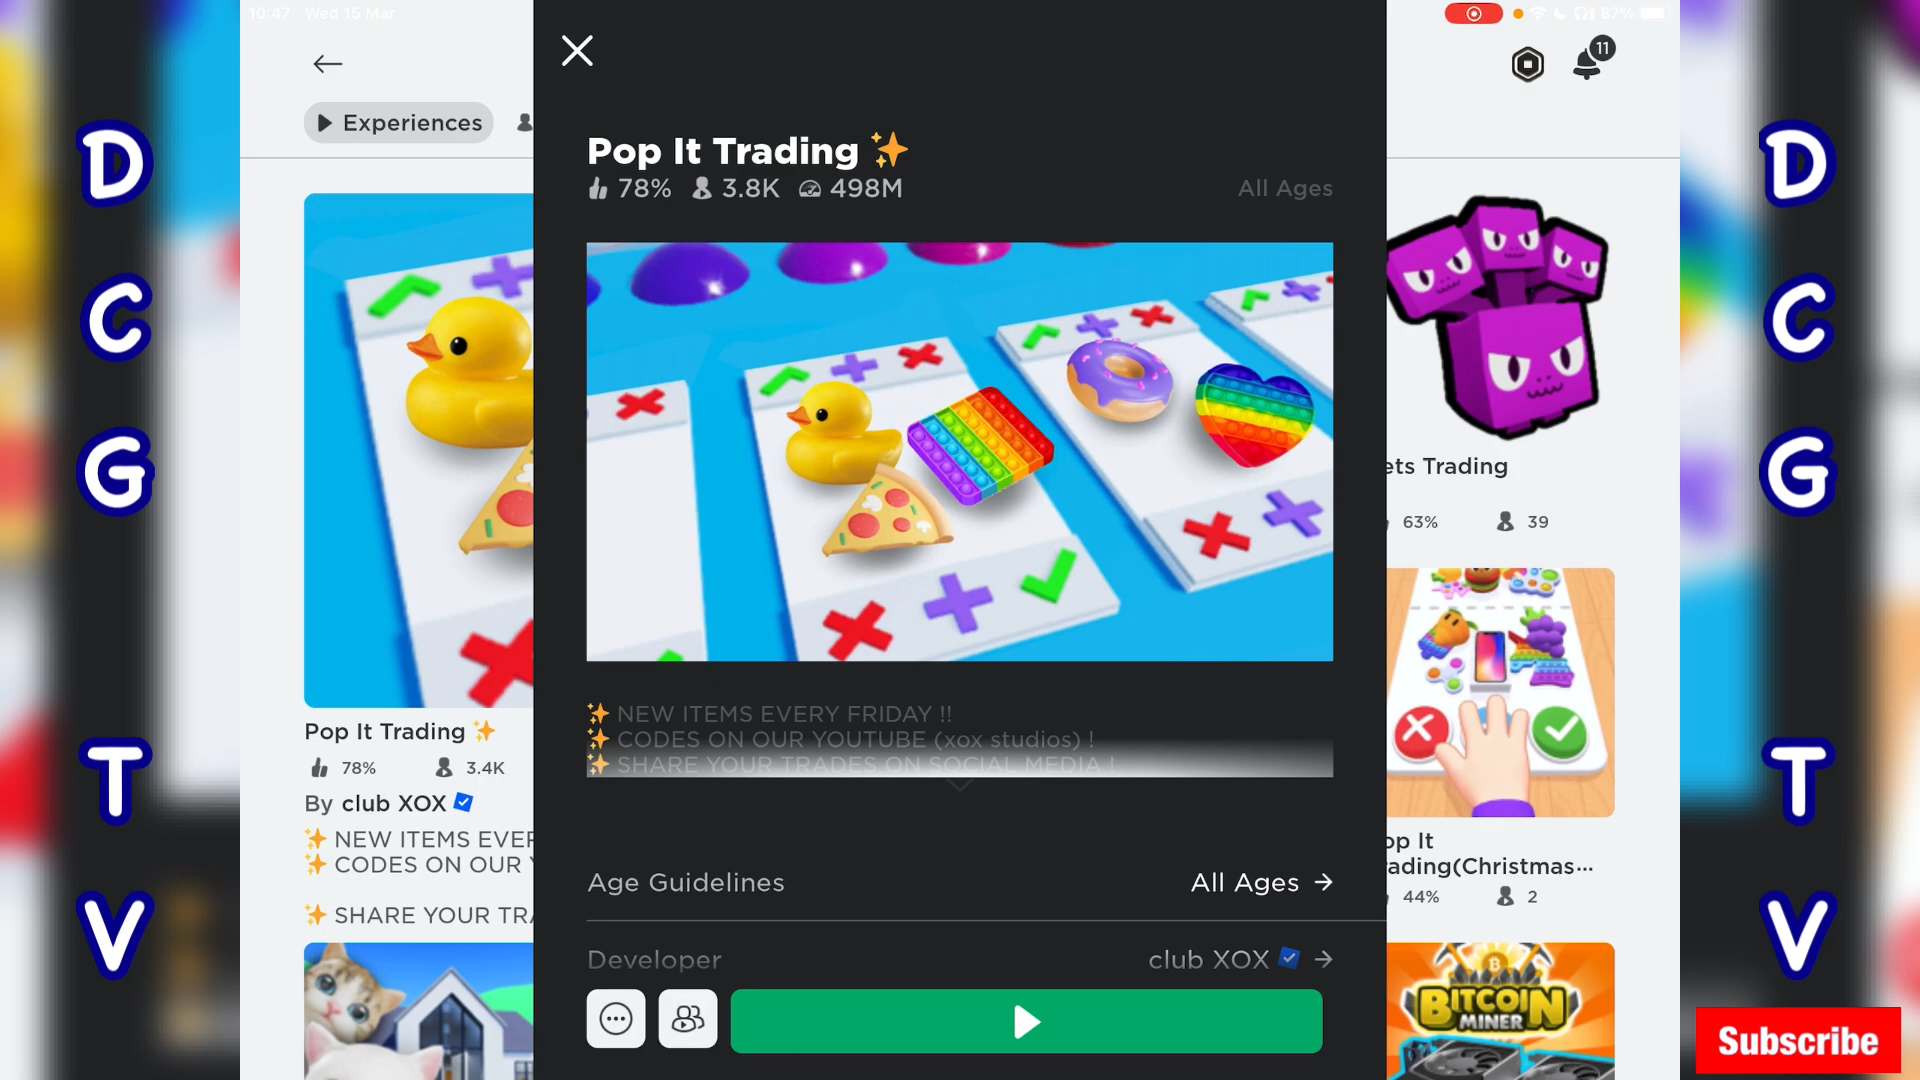 10:47 Wed 15 Mar
87%
11
Experiences
Pop It Trading
78% 3.8K 498M
All Ages
NEW ITEMS EVERY FRIDAY !!
CODES ON OUR YOUTUBE (xox studios) !
SHARE YOUR TRADES ON SOCIAL MEDIA !
Age Guidelines
All Ages
Developer
club XOX
Pop It Trading
78% 3.4K
By club XOX
NEW ITEMS EVER
CODES ON OUR
SHARE YOUR TRA
ets Trading
63% 39
op It
rading(Christmas...
44% 2
BITCOIN
MINER
D
C
G
T
V
D
C
G
T
V
Subscribe